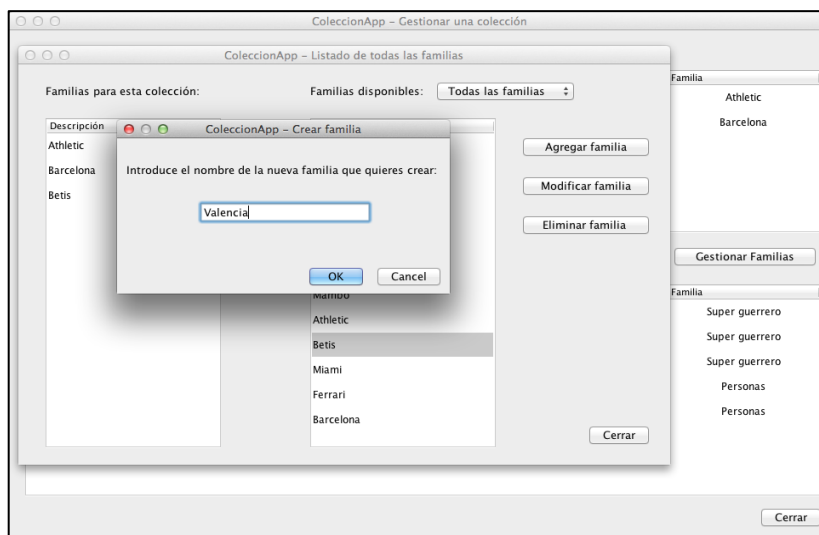 ColeccionApp – Gestionar una colección
ColeccionApp – Listado de todas las familias
Familias para esta colección:
Familias disponibles:
Todas las familias
Descripción
Athletic
Barcelona
Betis
ColeccionApp – Crear familia
Introduce el nombre de la nueva familia que quieres crear:
Valencia
OK
Cancel
Mambo
Athletic
Betis
Miami
Ferrari
Barcelona
Agregar familia
Modificar familia
Eliminar familia
Cerrar
Familia
Athletic
Barcelona
Gestionar Familias
Familia
Super guerrero
Super guerrero
Super guerrero
Personas
Personas
Cerrar